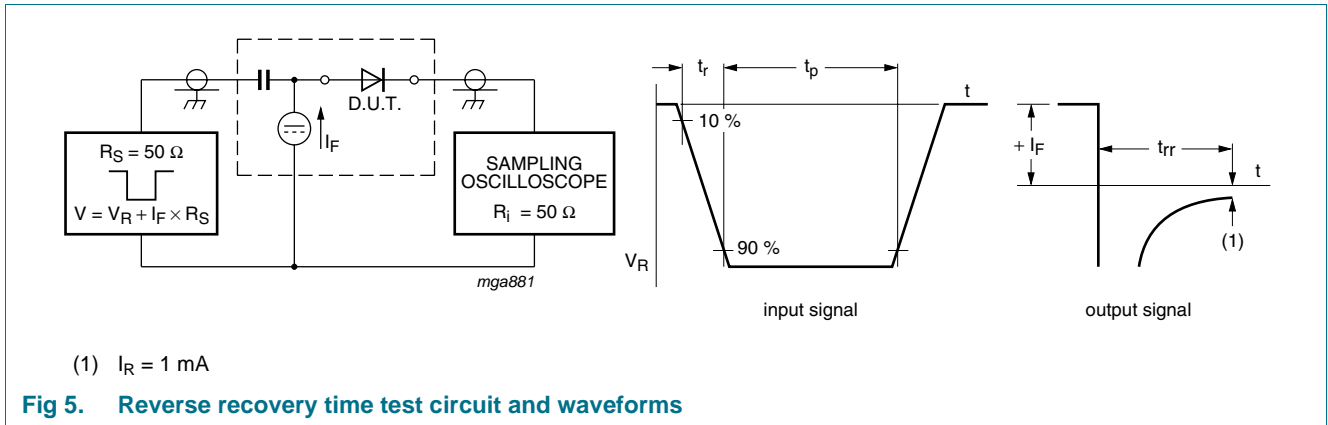 R_S = 50 Ω
V = V_R + I_F × R_S
D.U.T.
I_F
SAMPLING
OSCILLOSCOPE
R_i = 50 Ω
mga881
t_r
t_p
t
10 %
90 %
V_R
input signal
+ I_F
t_rr
t
(1)
output signal
(1) I_R = 1 mA
Fig 5. Reverse recovery time test circuit and waveforms